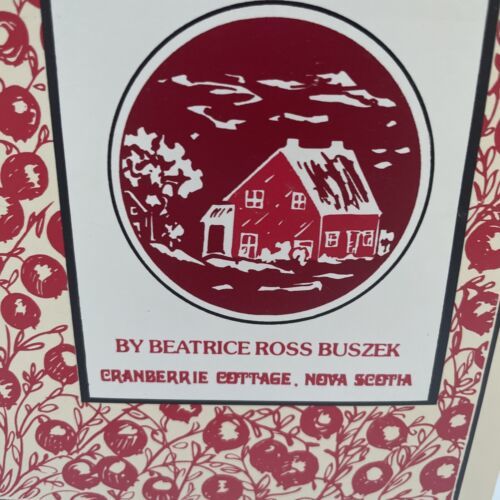 BY BEATRICE ROSS BUSZEK
CRANBERRIE COTTAGE, NOVA SCOTIA